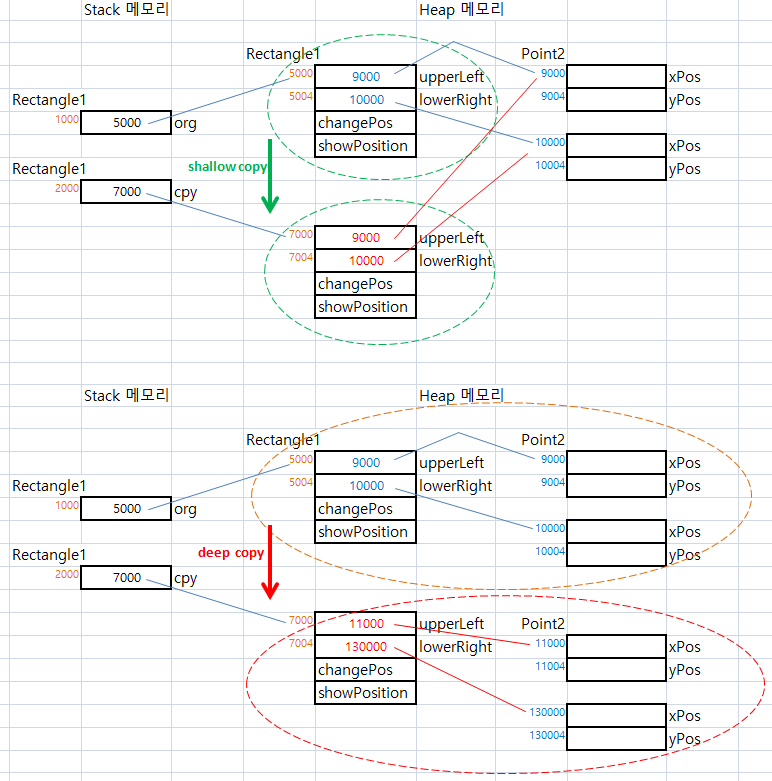 Stack 메모리 Heap 메모리
Rectangle1 Point2
5000 9000 upperLeft 9000 xPos
Rectangle1 5004 10000 lowerRight 9004 yPos
1000 5000 org changePos
showPosition 10000 xPos
Rectangle1 shallow copy 10004 yPos
2000 7000 cpy
7000 9000 upperLeft
7004 10000 lowerRight
changePos
showPosition
Stack 메모리 Heap 메모리
Rectangle1 Point2
5000 9000 upperLeft 9000 xPos
Rectangle1 5004 10000 lowerRight 9004 yPos
1000 5000 org changePos
showPosition 10000 xPos
Rectangle1 deep copy 10004 yPos
2000 7000 cpy
7000 11000 upperLeft Point2
7004 130000 lowerRight 11000 xPos
changePos 11004 yPos
showPosition
130000 xPos
130004 yPos